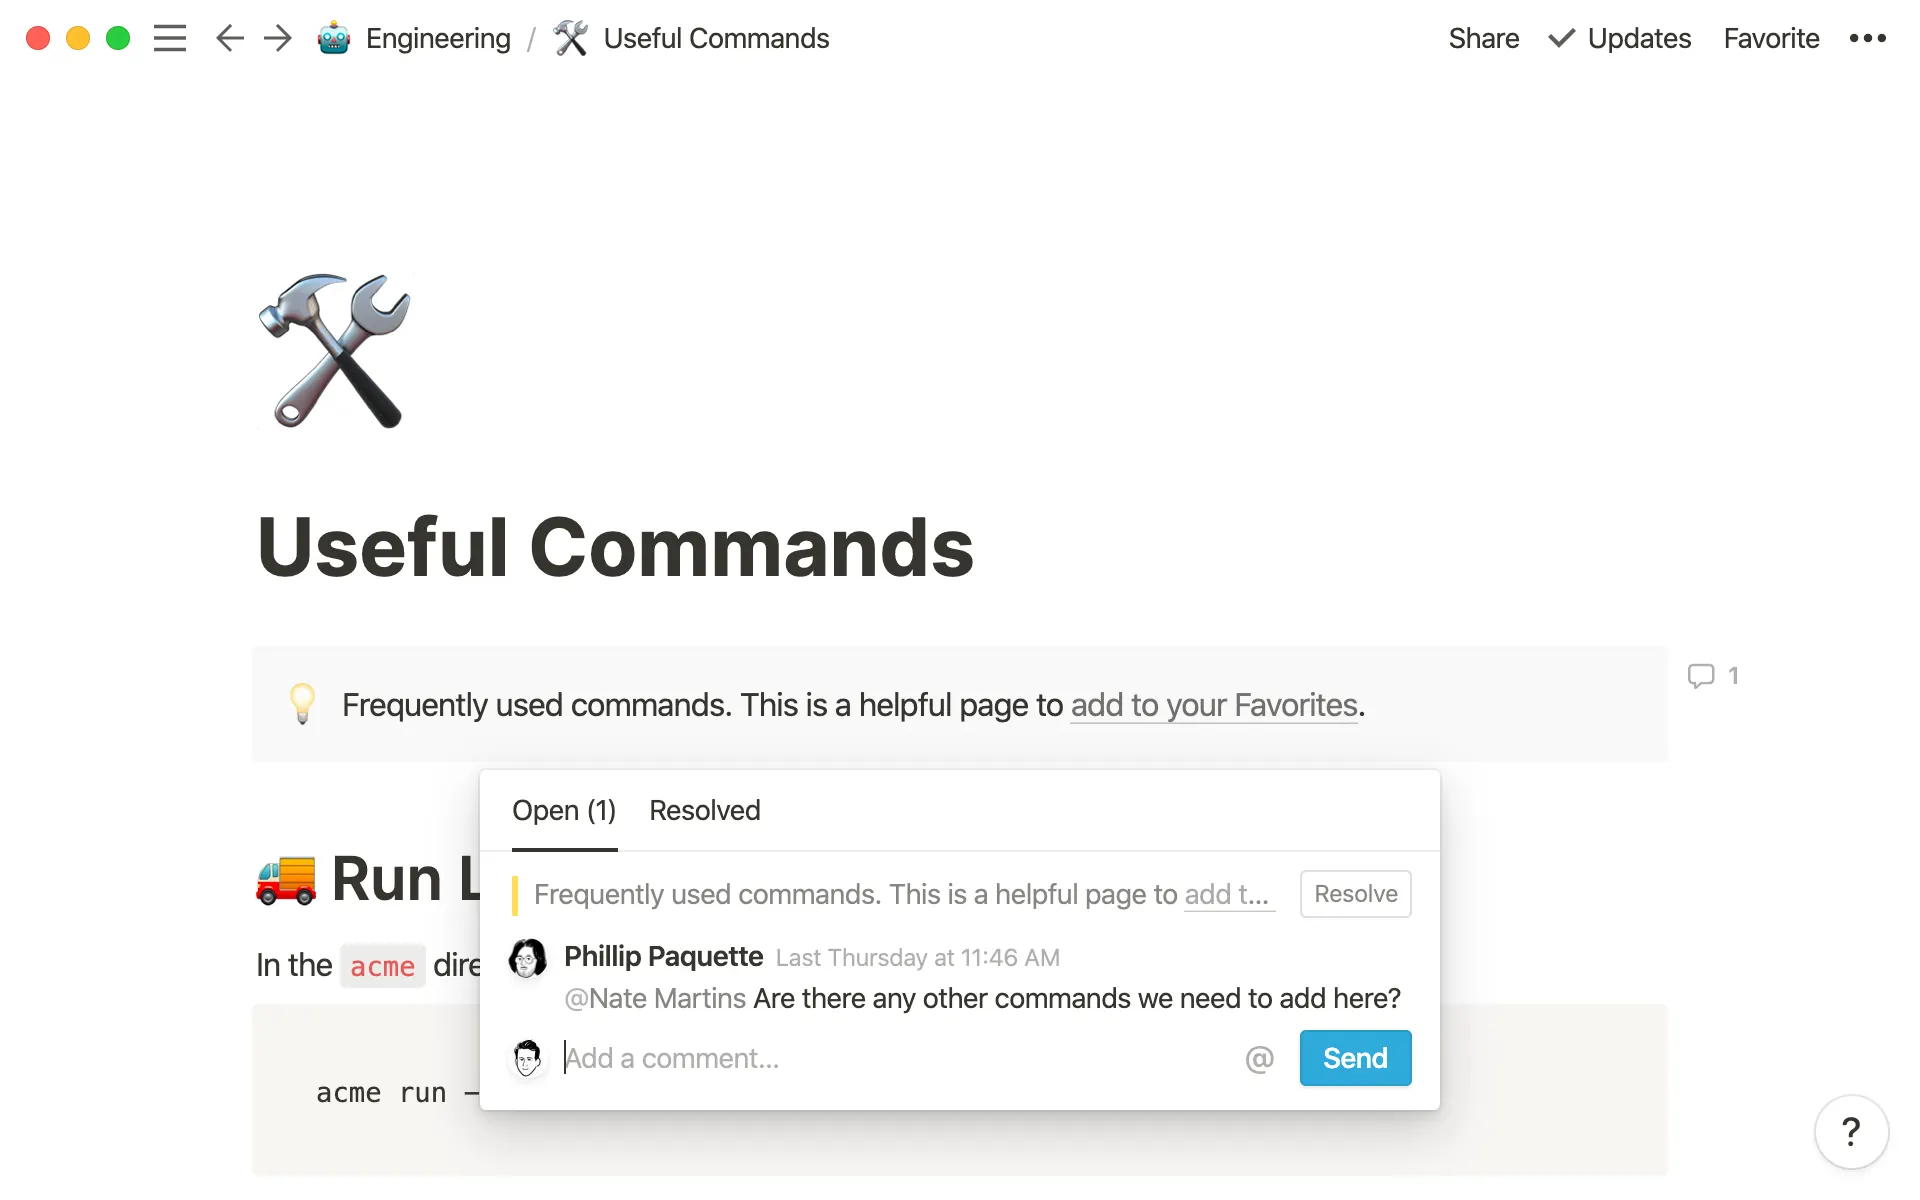 Engineering / Useful Commands
Share Updates Favorite
Useful Commands
Frequently used commands. This is a helpful page to add to your Favorites.
1
Open (1) Resolved
Frequently used commands. This is a helpful page to add t... Resolve
Phillip Paquette Last Thursday at 11:46 AM
@Nate Martins Are there any other commands we need to add here?
Add a comment... @ Send
Run L
In the acme dire
acme run –
?